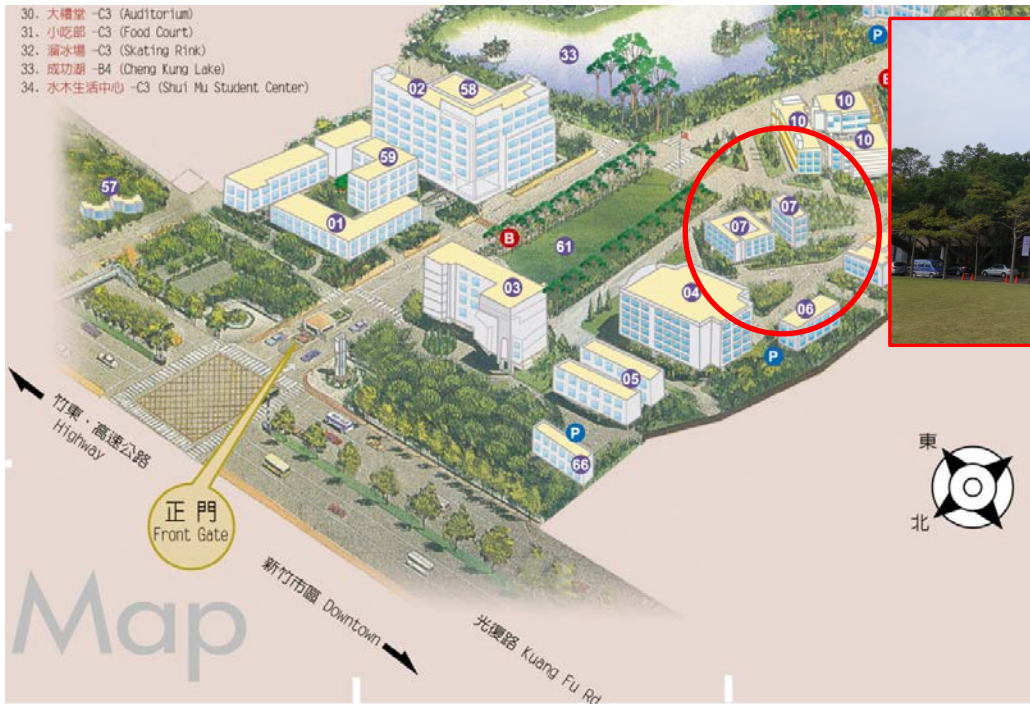 30. 大禮堂 -C3 (Auditorium)
31. 小吃部 -C3 (Food Court)
32. 溜冰場 -C3 (Skating Rink)
33. 成功湖 -B4 (Cheng Kung Lake)
34. 水木生活中心 -C3 (Shui Mu Student Center)
P
33
02
58
10
10
10
59
57
07
07
01
B
61
03
04
06
P
05
P
66
竹東、高速公路
Highway
正門
Front Gate
東
北
新竹市區 Downtown
光復路 Kuang Fu Rd
Map